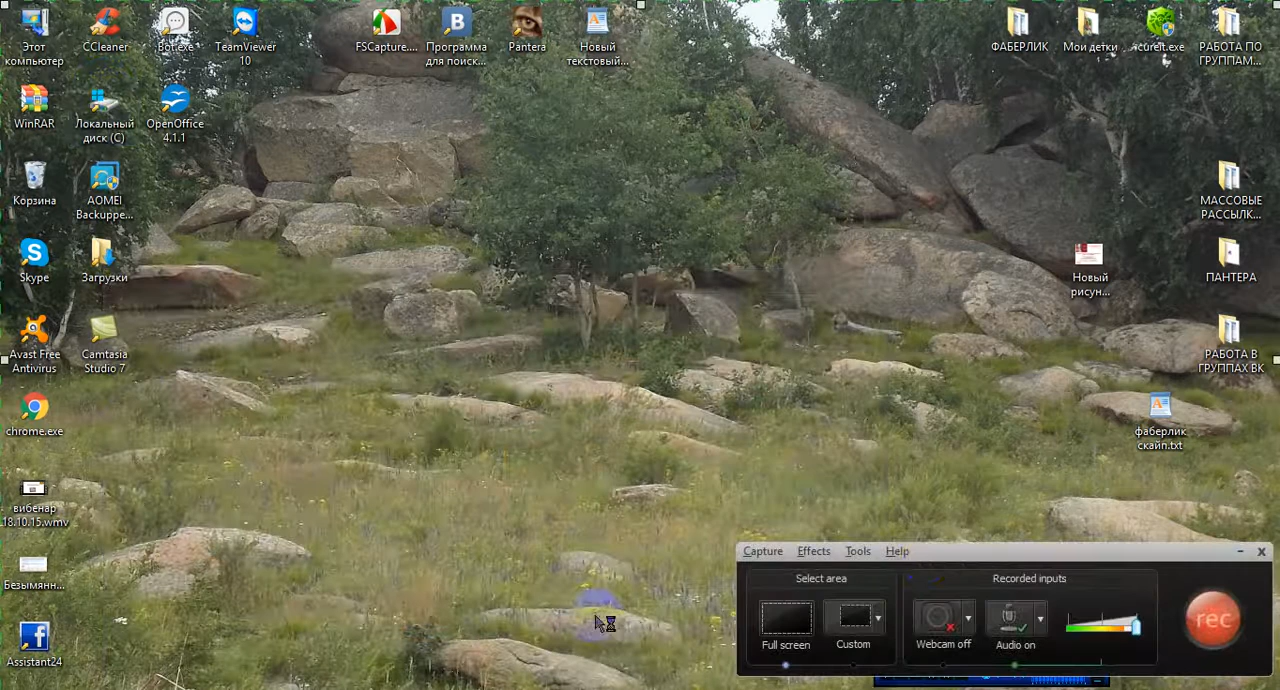 Этот
компьютер
CCleaner
Bot.exe
TeamViewer
10
FSCapture....
Программа
для поиск...
Pantera
Новый
текстовый...
ФАБЕРЛИК
Мои детки
cureit.exe
РАБОТА ПО
ГРУППАМ...
WinRAR
Локальный
диск (C)
OpenOffice
4.1.1
Корзина
AOMEI
Backuppe...
МАССОВЫЕ
РАССЫЛК...
Skype
Загрузки
Новый
рисун...
ПАНТЕРА
Avast Free
Antivirus
Camtasia
Studio 7
РАБОТА В
ГРУППАХ ВК
chrome.exe
фаберлик
скайп.txt
вибенар
18.10.15.wmv
Безымянн...
Assistant24
Capture Effects Tools Help
Select area
Recorded inputs
Full screen
Custom
Webcam off
Audio on
rec